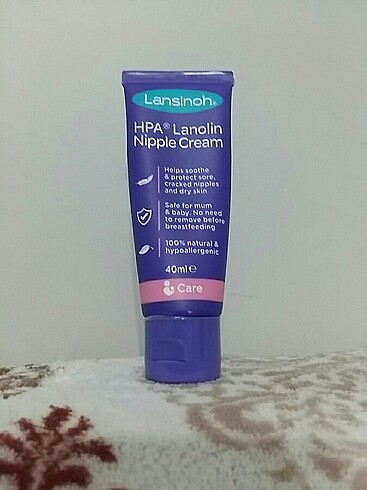 Lansinoh®
HPA® Lanolin
Nipple Cream
Helps soothe
& protect sore,
cracked nipples
and dry skin
Safe for mum
& baby. No need
to remove before
breastfeeding
100% natural &
hypoallergenic
40ml ℮
Care